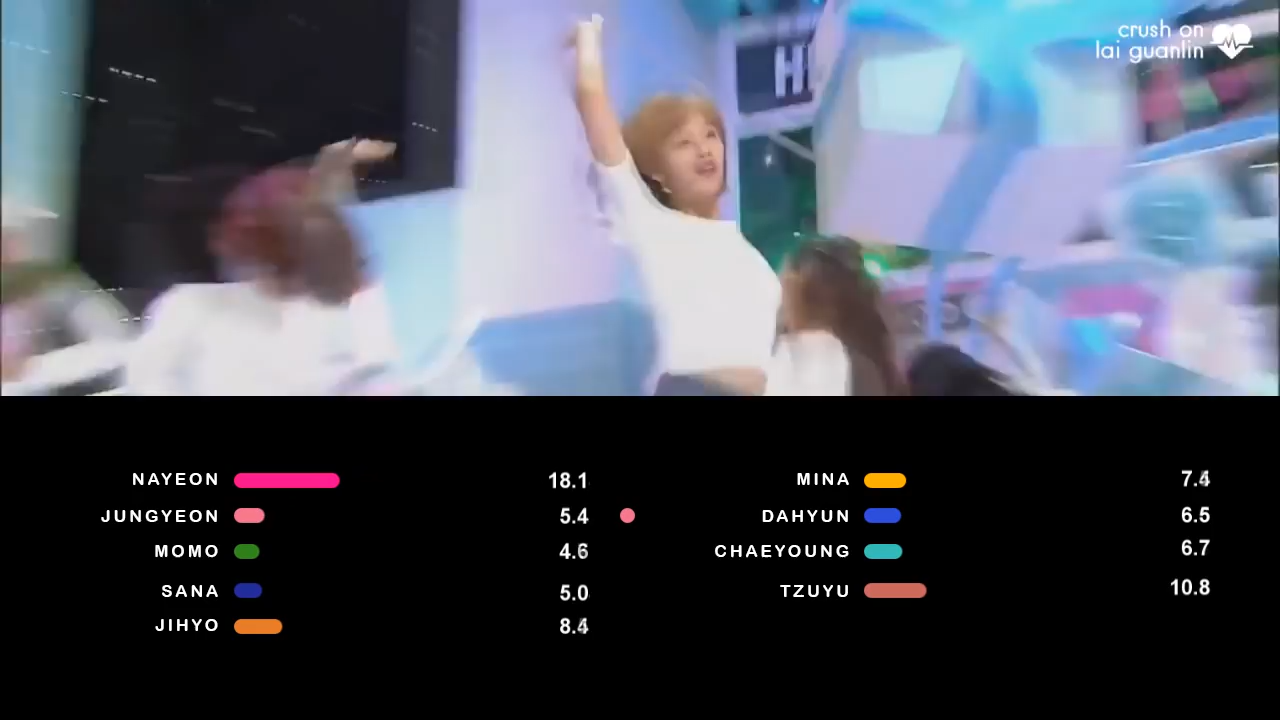 crush on
lai guanlin
H
NAYEON 18.1
JUNGYEON 5.4
MOMO 4.6
SANA 5.0
JIHYO 8.4
MINA 7.4
DAHYUN 6.5
CHAEYOUNG 6.7
TZUYU 10.8